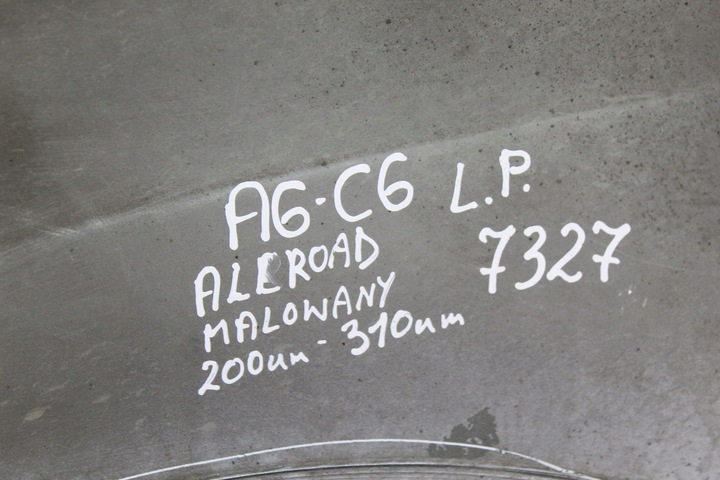 A6-C6 L.P.
ALLROAD 7327
MALOWANY
200um - 310um